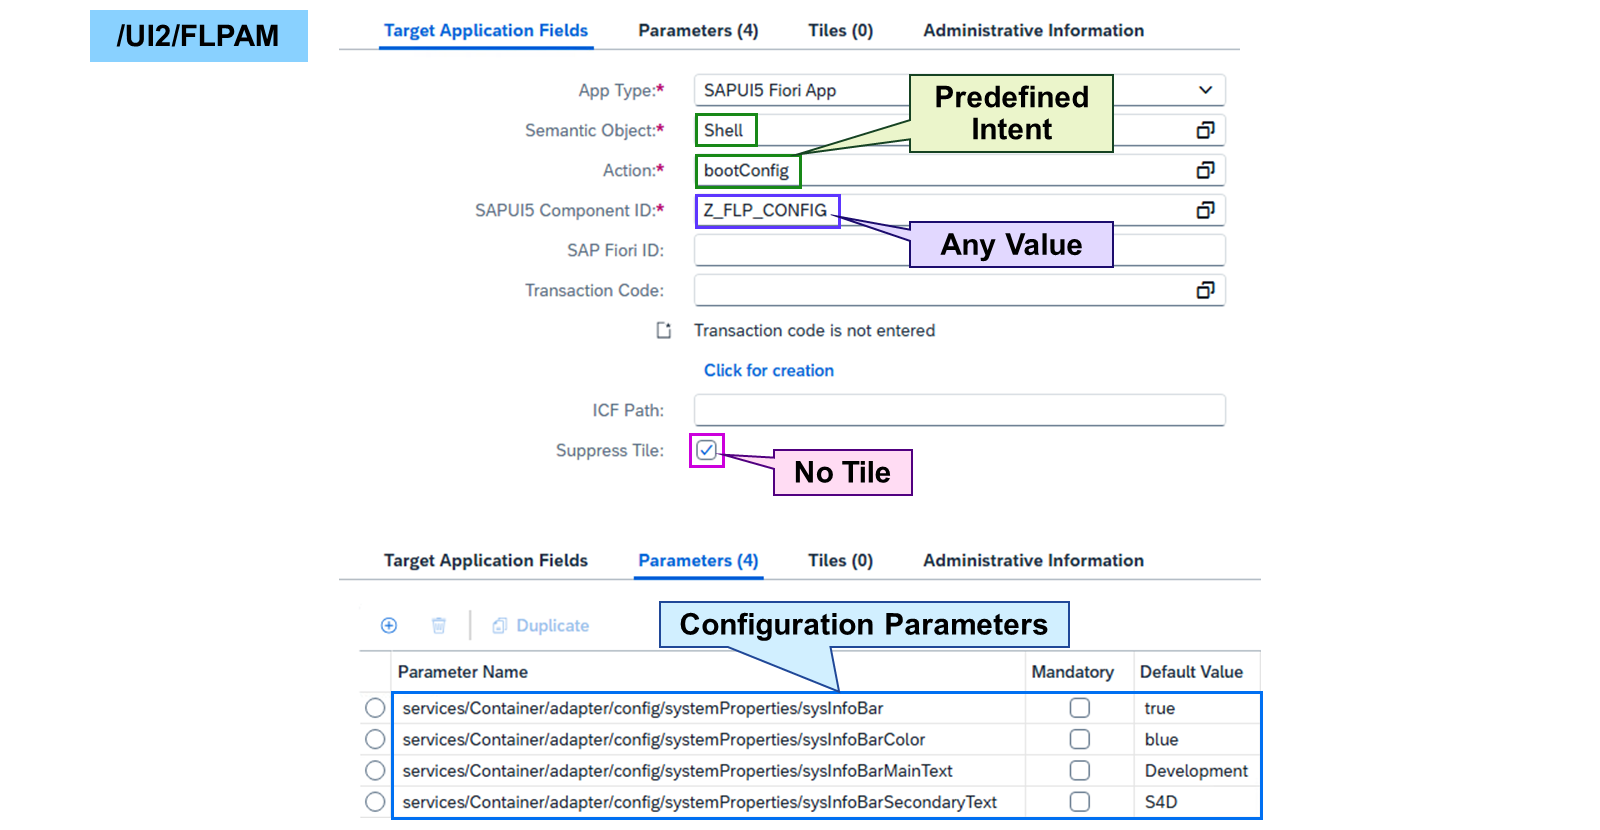 /UI2/FLPAM
Target Application Fields Parameters (4) Tiles (0) Administrative Information
App Type:* SAPUI5 Fiori App
Predefined
Intent
Semantic Object:* Shell
Action:* bootConfig
SAPUI5 Component ID:* Z_FLP_CONFIG
Any Value
SAP Fiori ID:
Transaction Code:
Transaction code is not entered
Click for creation
ICF Path:
Suppress Tile:
No Tile
Target Application Fields Parameters (4) Tiles (0) Administrative Information
Duplicate
Configuration Parameters
Parameter Name Mandatory Default Value
services/Container/adapter/config/systemProperties/sysInfoBar true
services/Container/adapter/config/systemProperties/sysInfoBarColor blue
services/Container/adapter/config/systemProperties/sysInfoBarMainText Development
services/Container/adapter/config/systemProperties/sysInfoBarSecondaryText S4D